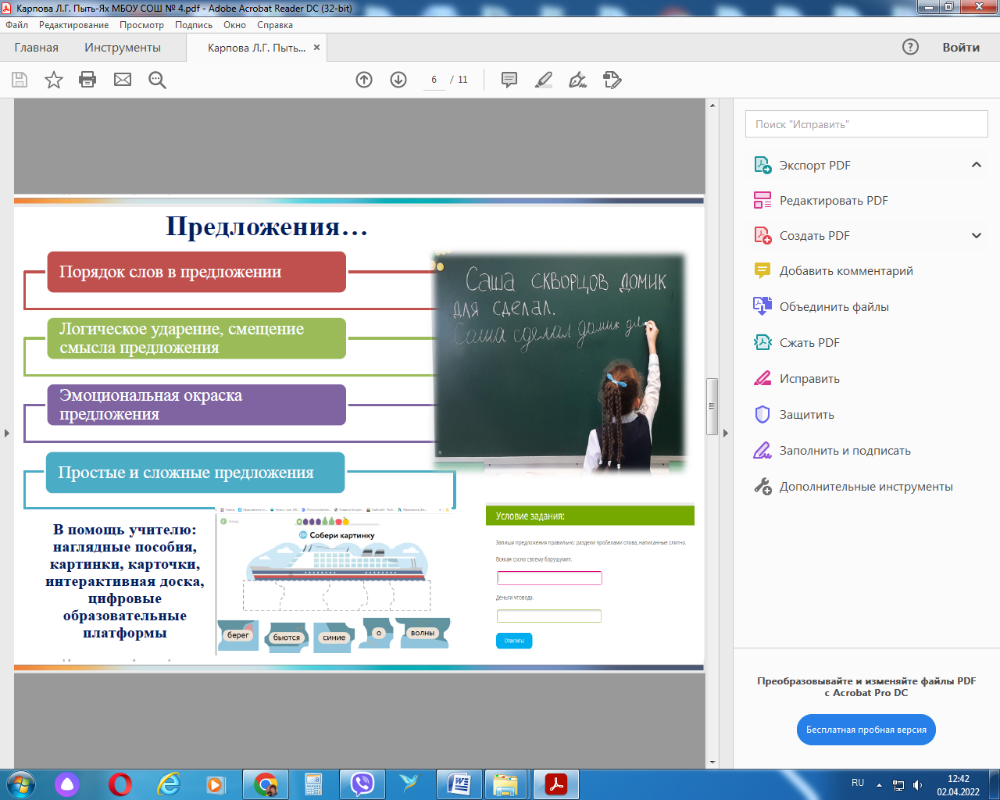 Карпова Л.Г. Пыть-Ях МБОУ СОШ № 4.pdf - Adobe Acrobat Reader DC (32-bit)
Файл Редактирование Просмотр Подпись Окно Справка
Главная Инструменты Карпова Л.Г. Пыть... × Войти
6 / 11
Поиск "Исправить"
Экспорт PDF
Редактировать PDF
Создать PDF
Добавить комментарий
Объединить файлы
Сжать PDF
Исправить
Защитить
Заполнить и подписать
Дополнительные инструменты
Преобразовывайте и изменяйте файлы PDF
с Acrobat Pro DC
Бесплатная пробная версия
Предложения...
Порядок слов в предложении
Логическое ударение, смещение
смысла предложения
Эмоциональная окраска
предложения
Простые и сложные предложения
Саша скворцов домик
для сделал.
Саша сделал домик для
В помощь учителю:
наглядные пособия,
картинки, карточки,
интерактивная доска,
цифровые
образовательные
платформы
Назад
Собери картинку
берег бьются синие о волны
Условие задания:
Запиши предложения правильно: раздели пробелами слова, написанные слитно.
Всякая сосна своему борушумит.
Деньги чтовода.
Ответить!
RU
12:42
02.04.2022